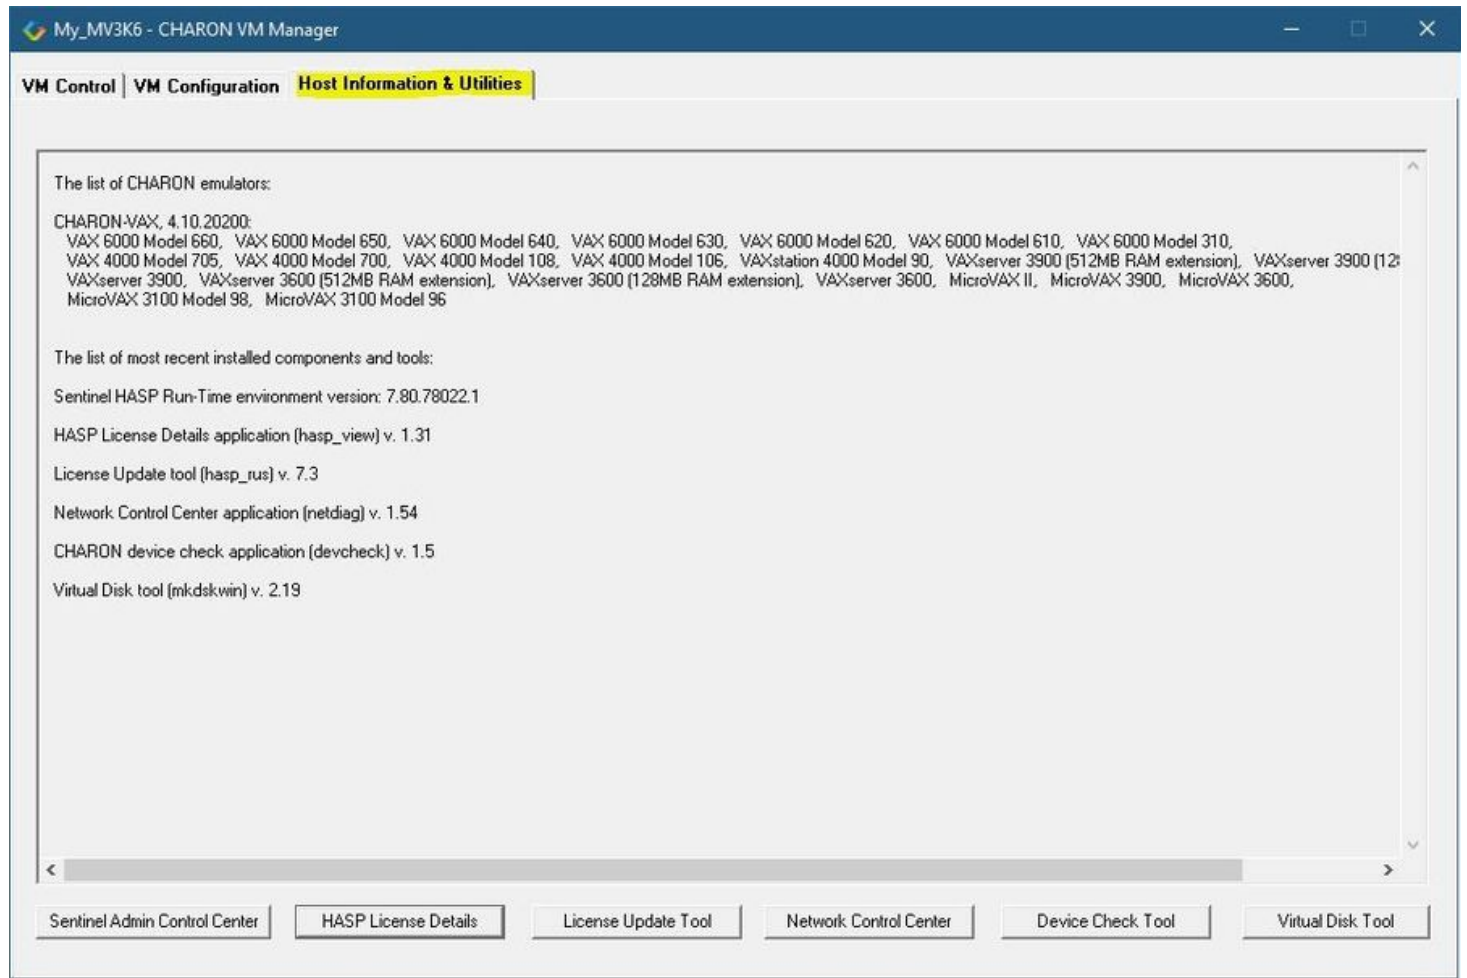 My_MV3K6 - CHARON VM Manager
VM Control | VM Configuration Host Information & Utilities
The list of CHARON emulators:
CHARON-VAX, 4.10.20200:
VAX 6000 Model 660, VAX 6000 Model 650, VAX 6000 Model 640, VAX 6000 Model 630, VAX 6000 Model 620, VAX 6000 Model 610, VAX 6000 Model 310,
VAX 4000 Model 705, VAX 4000 Model 700, VAX 4000 Model 108, VAX 4000 Model 106, VAXstation 4000 Model 90, VAXserver 3900 (512MB RAM extension), VAXserver 3900 (12
VAXserver 3900, VAXserver 3600 (512MB RAM extension), VAXserver 3600 (128MB RAM extension), VAXserver 3600, MicroVAX II, MicroVAX 3900, MicroVAX 3600,
MicroVAX 3100 Model 98, MicroVAX 3100 Model 96
The list of most recent installed components and tools:
Sentinel HASP Run-Time environment version: 7.80.78022.1
HASP License Details application (hasp_view) v. 1.31
License Update tool (hasp_rus) v. 7.3
Network Control Center application (netdiag) v. 1.54
CHARON device check application (devcheck) v. 1.5
Virtual Disk tool (mkdskwin) v. 2.19
Sentinel Admin Control Center HASP License Details License Update Tool Network Control Center Device Check Tool Virtual Disk Tool